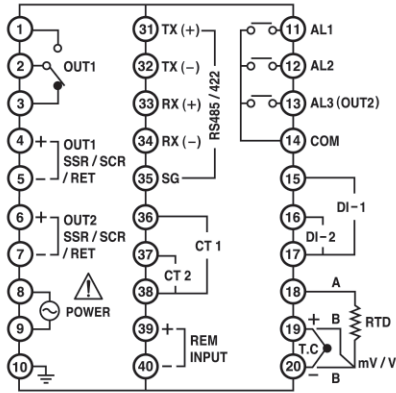 1
2
3
OUT1
4 +
5 −
OUT1
SSR / SCR
/ RET
6 +
7 −
OUT2
SSR / SCR
/ RET
8
9
POWER
10
31 TX (+)
32 TX (−)
33 RX (+)
34 RX (−)
35 SG
RS485 / 422
36
37
38
CT 1
CT 2
39 +
40 −
REM
INPUT
11 AL1
12 AL2
13 AL3 (OUT2)
14 COM
15
16
17
DI-1
DI-2
18 A
19 + B
20 − B
RTD
T.C
mV / V